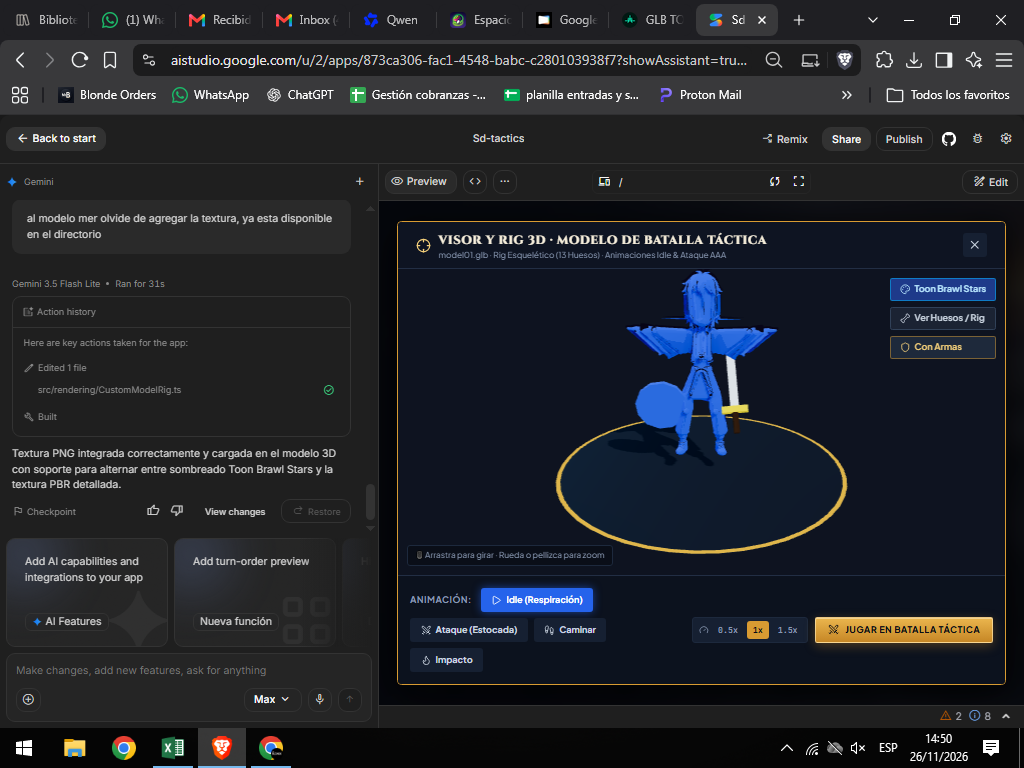 Bibliote
(1) Wha
Recibid
Inbox (
Qwen
Espacio
Google
GLB TO
Sd
aistudio.google.com/u/2/apps/873ca306-fac1-4548-babc-c280103938f7?showAssistant=tru...
Blonde Orders
WhatsApp
ChatGPT
Gestión cobranzas -...
planilla entradas y s...
Proton Mail
Todos los favoritos
Back to start
Sd-tactics
Remix
Share
Publish
Gemini
Preview
/
Edit
al modelo mer olvide de agregar la textura, ya esta disponible
en el directorio
Gemini 3.5 Flash Lite • Ran for 31s
Action history
Here are key actions taken for the app:
Edited 1 file
src/rendering/CustomModelRig.ts
Built
Textura PNG integrada correctamente y cargada en el modelo 3D
con soporte para alternar entre sombreado Toon Brawl Stars y la
textura PBR detallada.
Checkpoint
View changes
Restore
Add AI capabilities and
integrations to your app
AI Features
Add turn-order preview
Nueva función
Make changes, add new features, ask for anything
Max
VISOR Y RIG 3D · MODELO DE BATALLA TÁCTICA
model01.glb · Rig Esquelético (13 Huesos) · Animaciones Idle & Ataque AAA
Toon Brawl Stars
Ver Huesos / Rig
Con Armas
Arrastra para girar · Rueda o pellizca para zoom
ANIMACIÓN:
Idle (Respiración)
Ataque (Estocada)
Caminar
Impacto
0.5x
1x
1.5x
JUGAR EN BATALLA TÁCTICA
2
8
ESP
14:50
26/11/2026